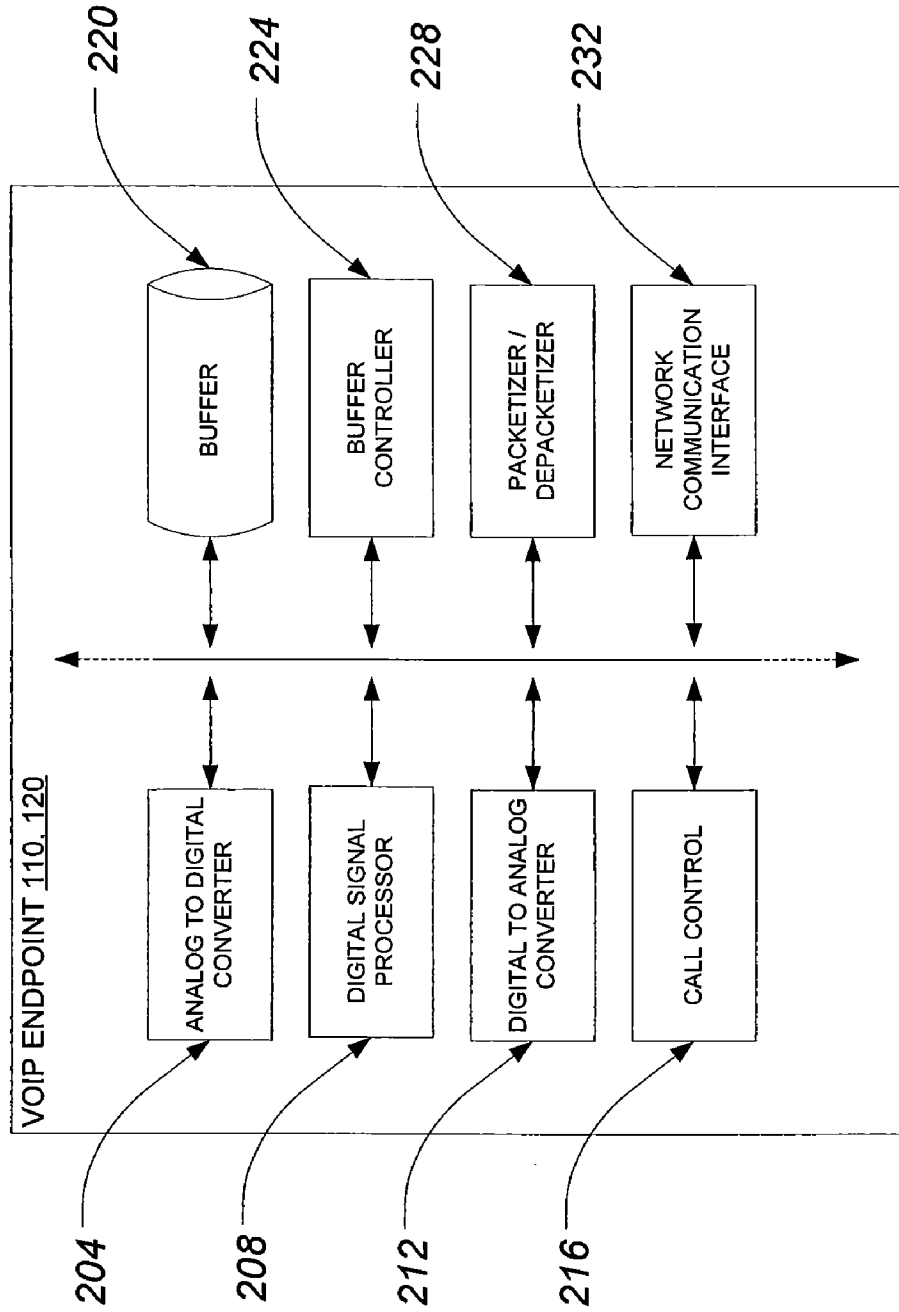 VOIP ENDPOINT 110, 120
204
ANALOG TO DIGITAL
CONVERTER
208
DIGITAL SIGNAL
PROCESSOR
212
DIGITAL TO ANALOG
CONVERTER
216
CALL CONTROL
220
BUFFER
224
BUFFER
CONTROLLER
228
PACKETIZER /
DEPACKETIZER
232
NETWORK
COMMUNICATION
INTERFACE